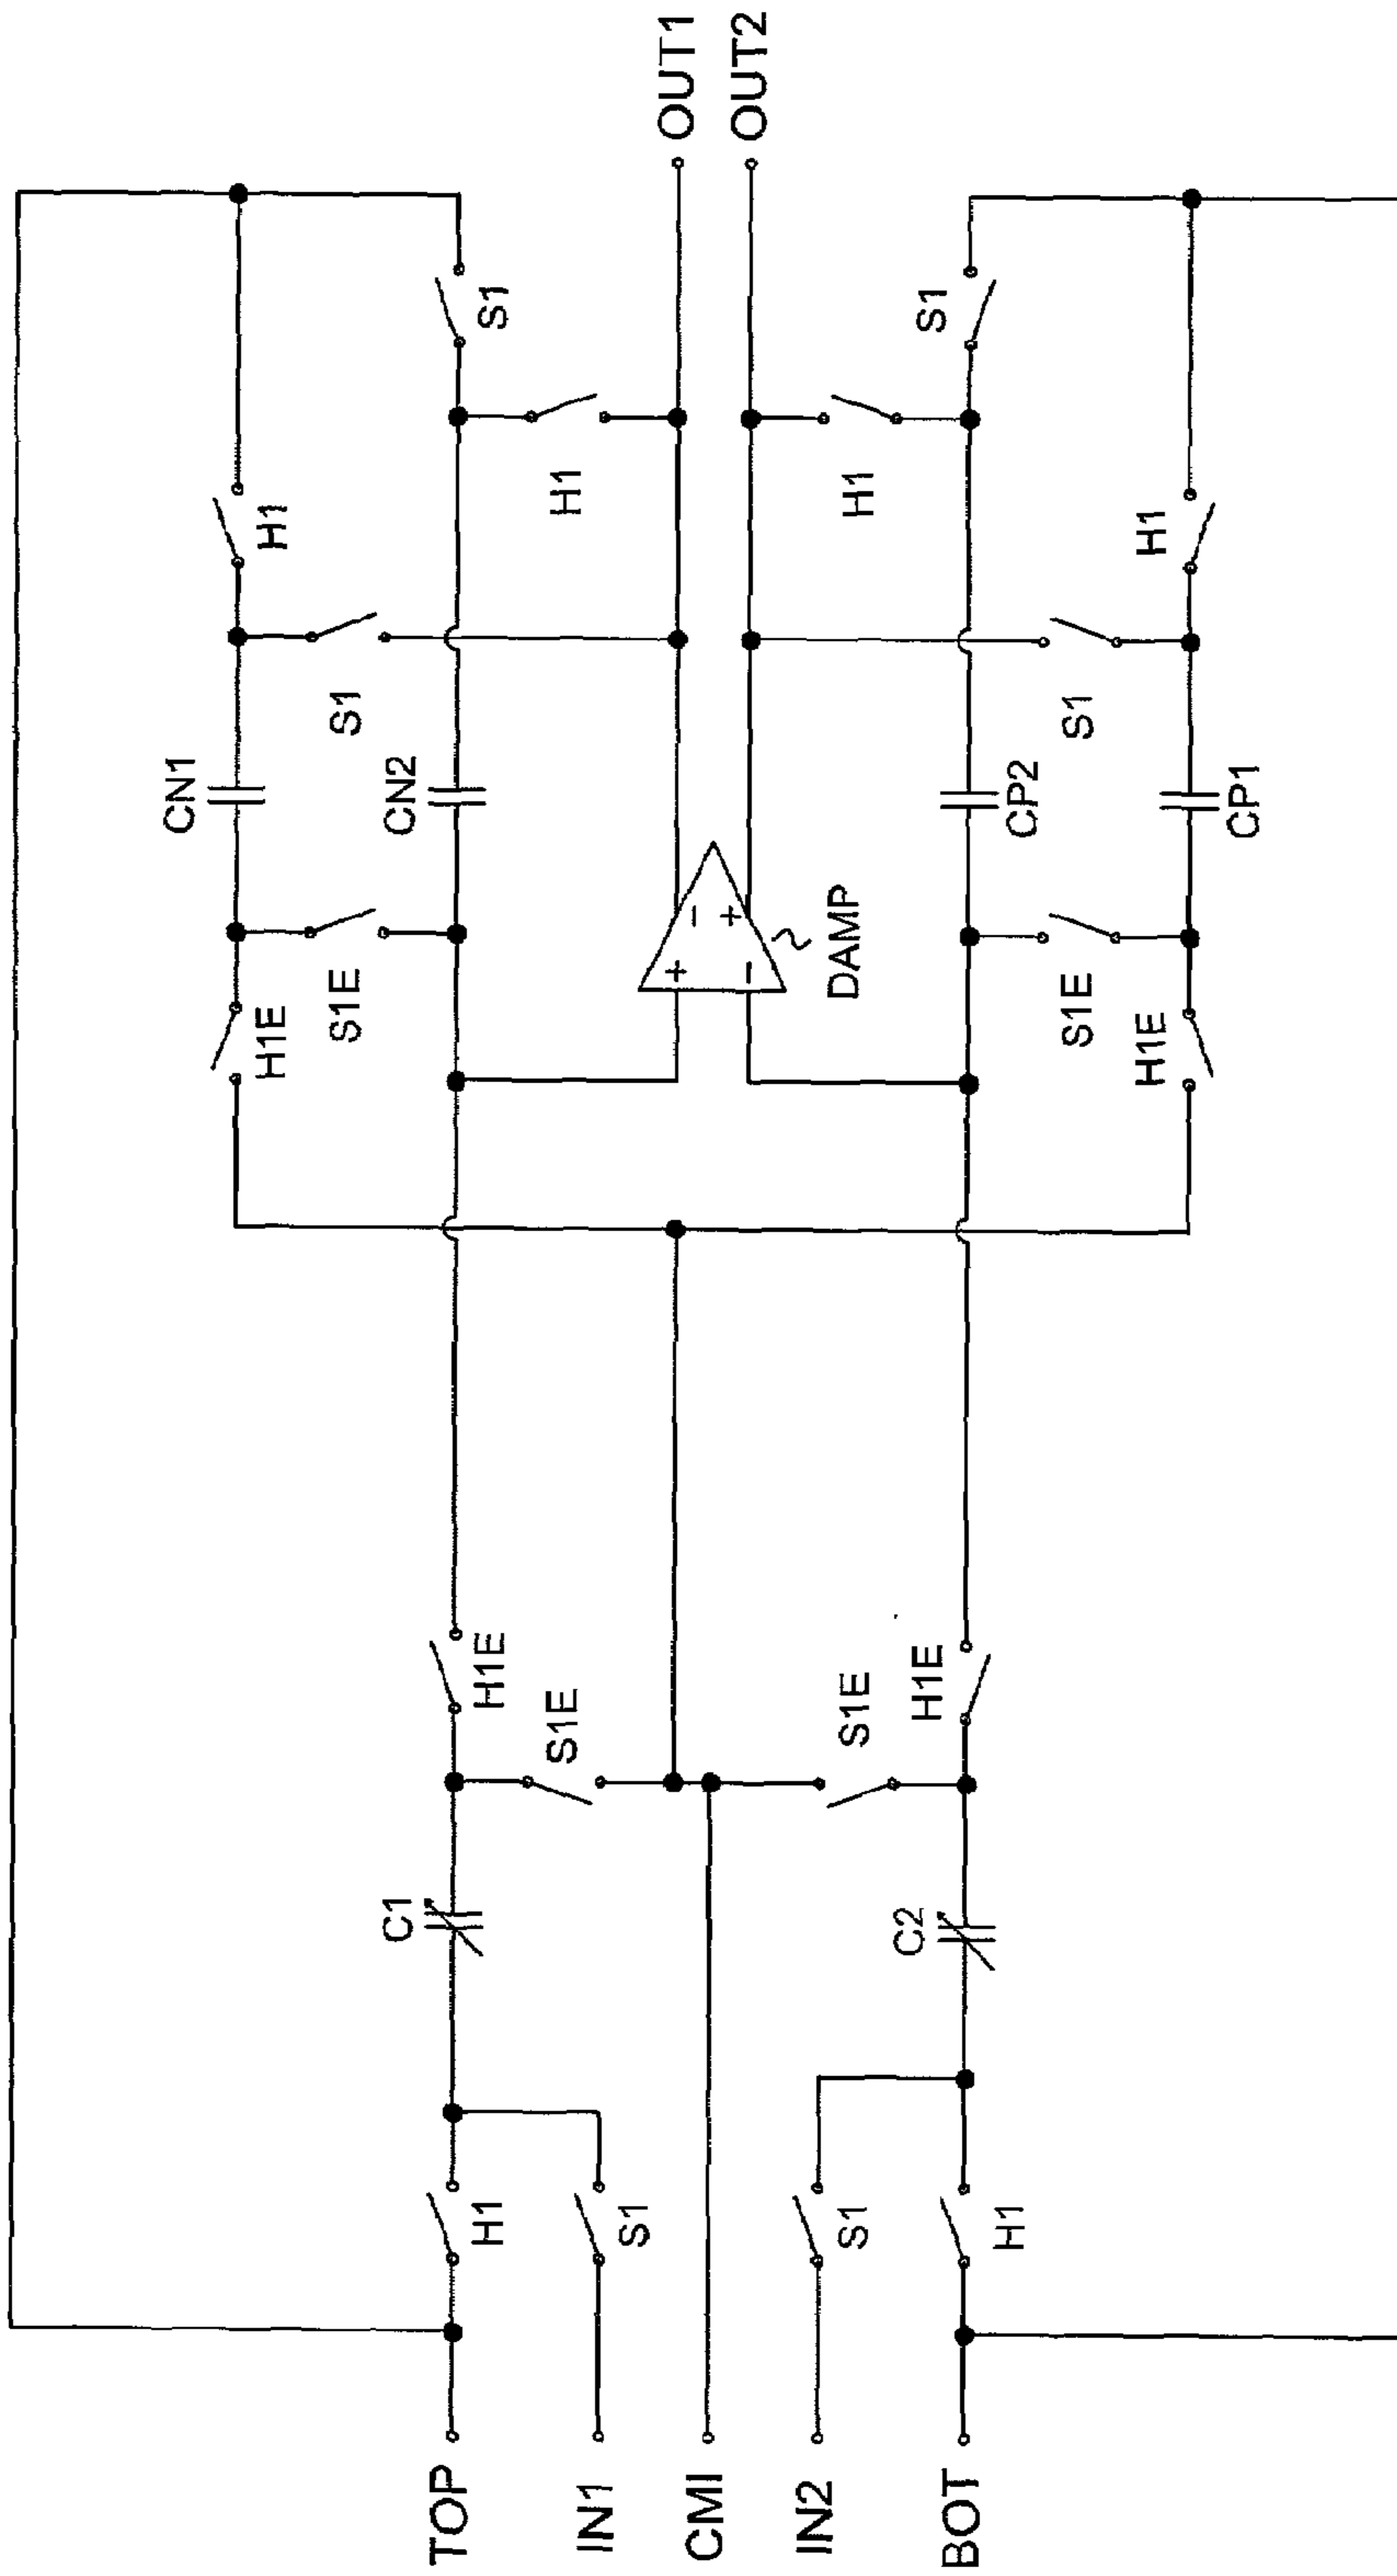 TOP
IN1
CMI
IN2
BOT
H1
S1
S1
H1
C1
C2
H1E
S1E
S1E
H1E
H1E
S1E
CN1
CN2
S1
H1
H1
S1
+
-
-
+
DAMP
S1E
H1E
CP2
CP1
S1
H1
H1
S1
OUT1
OUT2